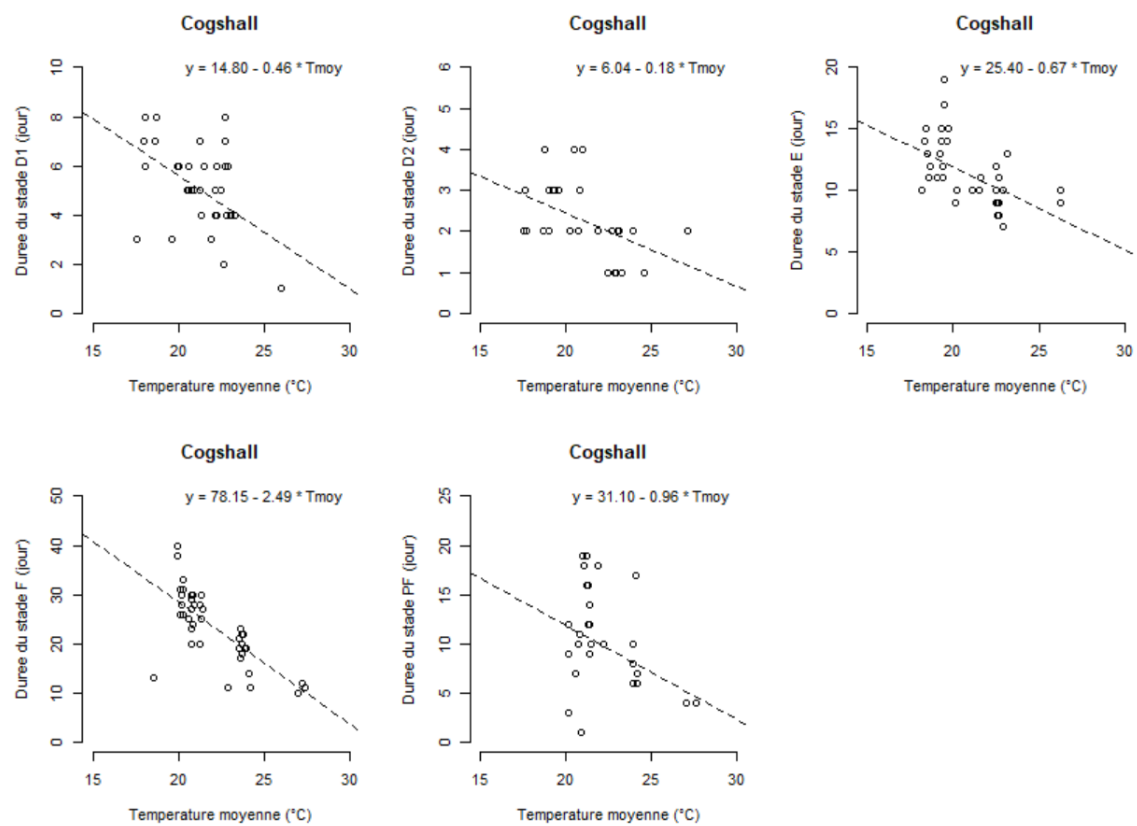 Cogshall
y = 14.80 - 0.46 * Tmoy
Duree du stade D1 (jour)
0 2 4 6 8 10
15 20 25 30
Temperature moyenne (°C)
Cogshall
y = 6.04 - 0.18 * Tmoy
Duree du stade D2 (jour)
0 1 2 3 4 5 6
15 20 25 30
Temperature moyenne (°C)
Cogshall
y = 25.40 - 0.67 * Tmoy
Duree du stade E (jour)
0 5 10 15 20
15 20 25 30
Temperature moyenne (°C)
Cogshall
y = 78.15 - 2.49 * Tmoy
Duree du stade F (jour)
0 10 20 30 40 50
15 20 25 30
Temperature moyenne (°C)
Cogshall
y = 31.10 - 0.96 * Tmoy
Duree du stade PF (jour)
0 5 10 15 20 25
15 20 25 30
Temperature moyenne (°C)